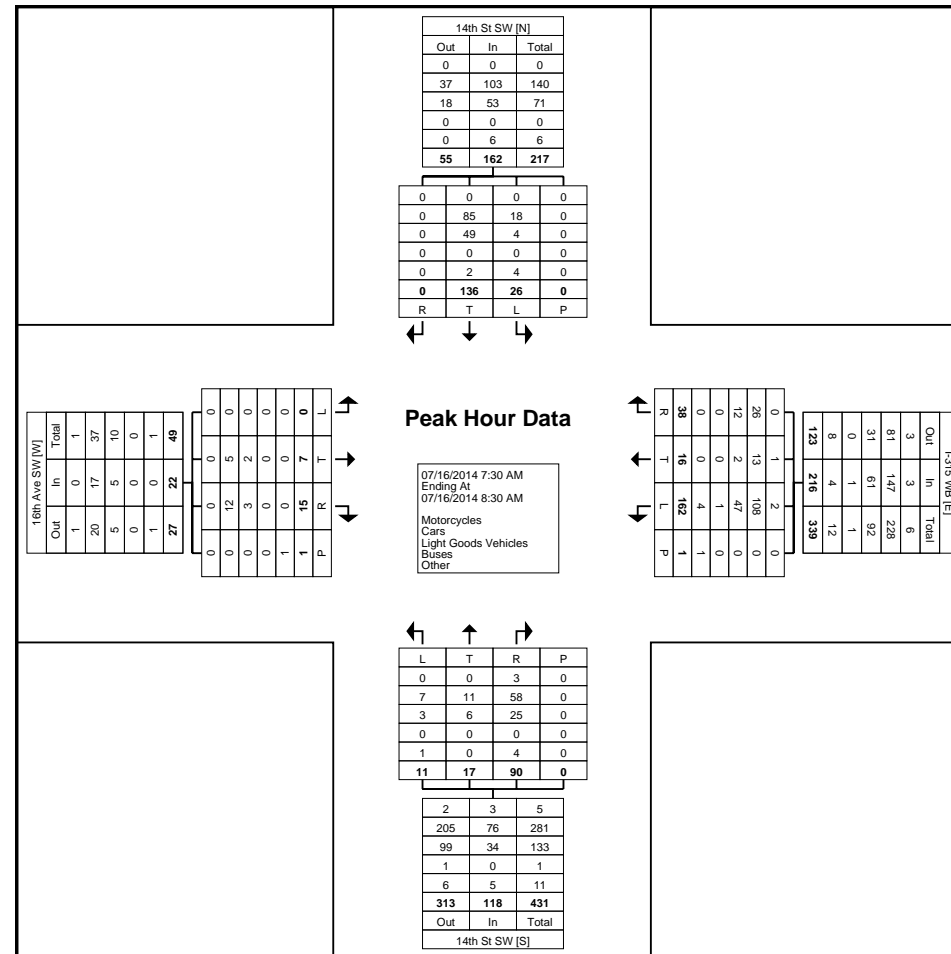 14th St SW [N]
Out In Total
0 0 0
37 103 140
18 53 71
0 0 0
0 6 6
55 162 217
0 0 0 0
0 85 18 0
0 49 4 0
0 0 0 0
0 2 4 0
0 136 26 0
R T L P
16th Ave SW [W]
Out In Total
1 0 1
20 17 37
5 5 10
0 0 0
1 0 1
27 22 49
0 0 0 0
0 12 5 0
0 3 2 0
0 0 0 0
1 0 0 0
1 15 7 0
P R T L
Peak Hour Data
07/16/2014 7:30 AM
Ending At
07/16/2014 8:30 AM
Motorcycles
Cars
Light Goods Vehicles
Buses
Other
I-315 WB [E]
Out In Total
3 3 6
81 147 228
31 61 92
0 1 1
8 4 12
123 216 339
0 1 2 0
26 13 108 0
12 2 47 0
0 0 1 0
0 0 4 1
38 16 162 1
R T L P
L T R P
0 0 3 0
7 11 58 0
3 6 25 0
0 0 0 0
1 0 4 0
11 17 90 0
2 3 5
205 76 281
99 34 133
1 0 1
6 5 11
313 118 431
Out In Total
14th St SW [S]